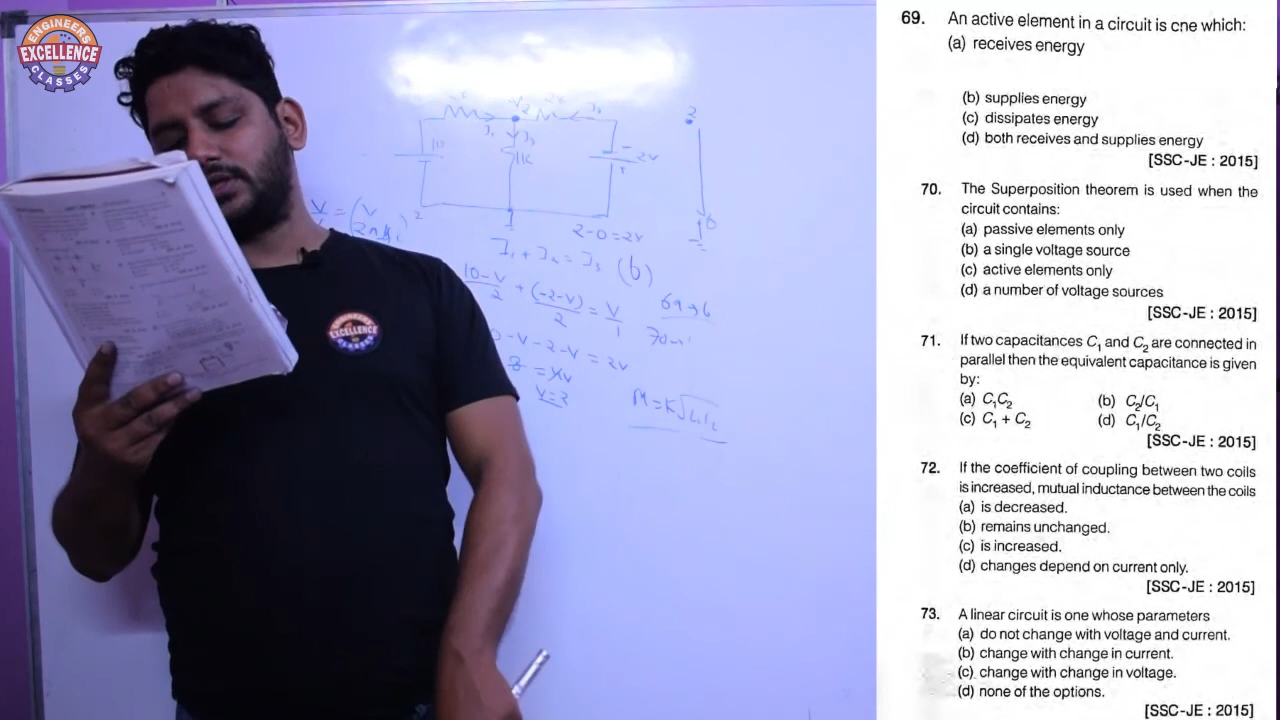 ENGINEERS
EXCELLENCE
CLASSES
EXCELLENCE
2-0=2V
I₁ + I₂ = I₃ (b)
10-V/2 + (-2-V)/2 = V/1
-V-2-V = 2V
V=2
69→b
M=K√L₁L₂
69. An active element in a circuit is one which:
(a) receives energy
(b) supplies energy
(c) dissipates energy
(d) both receives and supplies energy
[SSC-JE : 2015]
70. The Superposition theorem is used when the
circuit contains:
(a) passive elements only
(b) a single voltage source
(c) active elements only
(d) a number of voltage sources
[SSC-JE : 2015]
71. If two capacitances C₁ and C₂ are connected in
parallel then the equivalent capacitance is given
by:
(a) C₁C₂ (b) C₂/C₁
(c) C₁ + C₂ (d) C₁/C₂
[SSC-JE : 2015]
72. If the coefficient of coupling between two coils
is increased, mutual inductance between the coils
(a) is decreased.
(b) remains unchanged.
(c) is increased.
(d) changes depend on current only.
[SSC-JE : 2015]
73. A linear circuit is one whose parameters
(a) do not change with voltage and current.
(b) change with change in current.
(c) change with change in voltage.
(d) none of the options.
[SSC-JE : 2015]